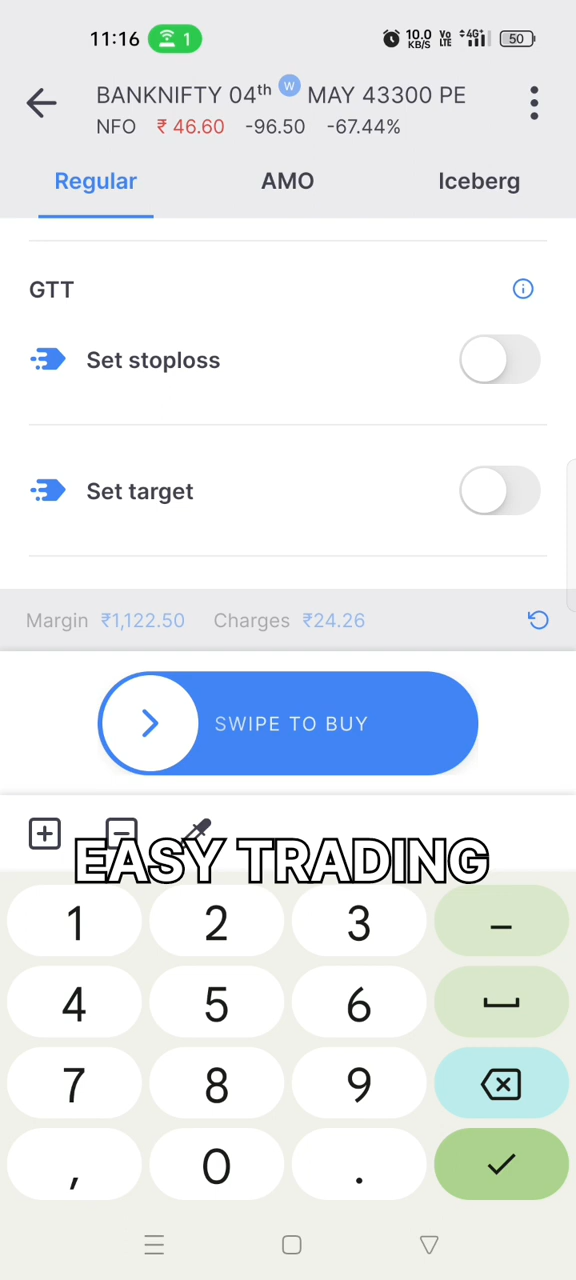 11:16 1 10.0 KB/S Vo LTE 4G+ 50
BANKNIFTY 04th W MAY 43300 PE
NFO ₹ 46.60 -96.50 -67.44%
Regular AMO Iceberg
GTT
Set stoploss
Set target
Margin ₹1,122.50 Charges ₹24.26
SWIPE TO BUY
EASY TRADING
1 2 3 –
4 5 6
7 8 9
, 0 .